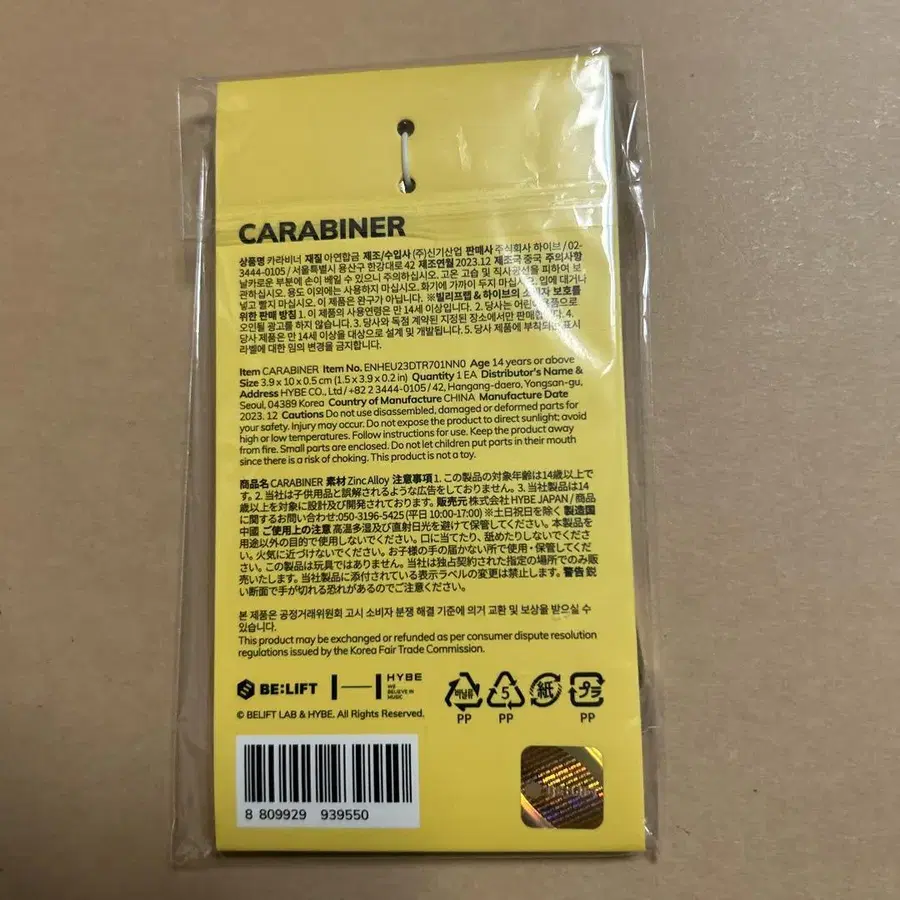 CARABINER
상품명 카라비너 재질 아연합금 제조/수입사 (주)신기산업 판매사 주식회사 하이브 / 02-
3444-0105 / 서울특별시 용산구 한강대로 42 제조연월 2023.12 제조국 중국 주의사항
날카로운 부분에 손이 베일 수 있으니 주의하십시오. 고온 고습 및 직사광선을 피하여 보
관하십시오. 용도 이외에는 사용하지 마십시오. 화기에 가까이 두지 마십시오. 입에 대거나
넣고 빨지 마십시오. 이 제품은 완구가 아닙니다. ※빌리프랩 & 하이브의 소비자 보호를
위한 판매 방침 1. 이 제품의 사용연령은 만 14세 이상입니다. 2. 당사는 어린이제품으로
오인될 광고를 하지 않습니다. 3. 당사와 독점 계약된 지정된 장소에서만 판매합니다. 4.
당사 제품은 만 14세 이상을 대상으로 설계 및 개발됩니다. 5. 당사 제품에 부착되는 표시
라벨에 대한 임의 변경을 금지합니다.
Item CARABINER Item No. ENHEU23DTR701NN0 Age 14 years or above
Size 3.9 x 10 x 0.5 cm (1.5 x 3.9 x 0.2 in) Quantity 1 EA Distributor's Name &
Address HYBE CO., Ltd / +82 2 3444-0105 / 42, Hangang-daero, Yongsan-gu,
Seoul, 04389 Korea Country of Manufacture CHINA Manufacture Date
2023. 12 Cautions Do not use disassembled, damaged or deformed parts for
your safety. Injury may occur. Do not expose the product to direct sunlight; avoid
high or low temperatures. Follow instructions for use. Keep the product away
from fire. Small parts are enclosed. Do not let children put parts in their mouth
since there is a risk of choking. This product is not a toy.
商品名 CARABINER 素材 ZincAlloy 注意事項 1. この製品の対象年齢は14歳以上で
す。2. 当社は子供用品と誤解されるような広告をしておりません。3. 当社製品は14
歳以上を対象に設計及び開発されております。販売元 株式会社 HYBE JAPAN / 商品
に関するお問い合わせ:050-3196-5425 (平日 10:00-17:00) ※土日祝日を除く 製造国
中國 ご使用上の注意 高温多湿及び直射日光を避けて保管してください。本製品を
用途以外の目的で使用しないでください。口に当てたり、舐めたりしないでくださ
い。火気に近づけないでください。お子様の手の届かない所で使用・保管してくだ
さい。この製品は玩具ではありません。当社は独占契約された指定の場所でのみ販
売いたします。当社製品に添付されている表示ラベルの変更は禁止します。警告 鋭
い断面で手が切れる恐れがあるのでご注意ください。
본 제품은 공정거래위원회 고시 소비자 분쟁 해결 기준에 의거 교환 및 보상을 받으실 수
있습니다.
This product may be exchanged or refunded as per consumer dispute resolution
regulations issued by the Korea Fair Trade Commission.
BE:LIFT HYBE
WE
BELIEVE IN
MUSIC
© BELIFT LAB & HYBE. All Rights Reserved.
비닐류 5 紙 プラ
PP PP PP
8 809929 939550